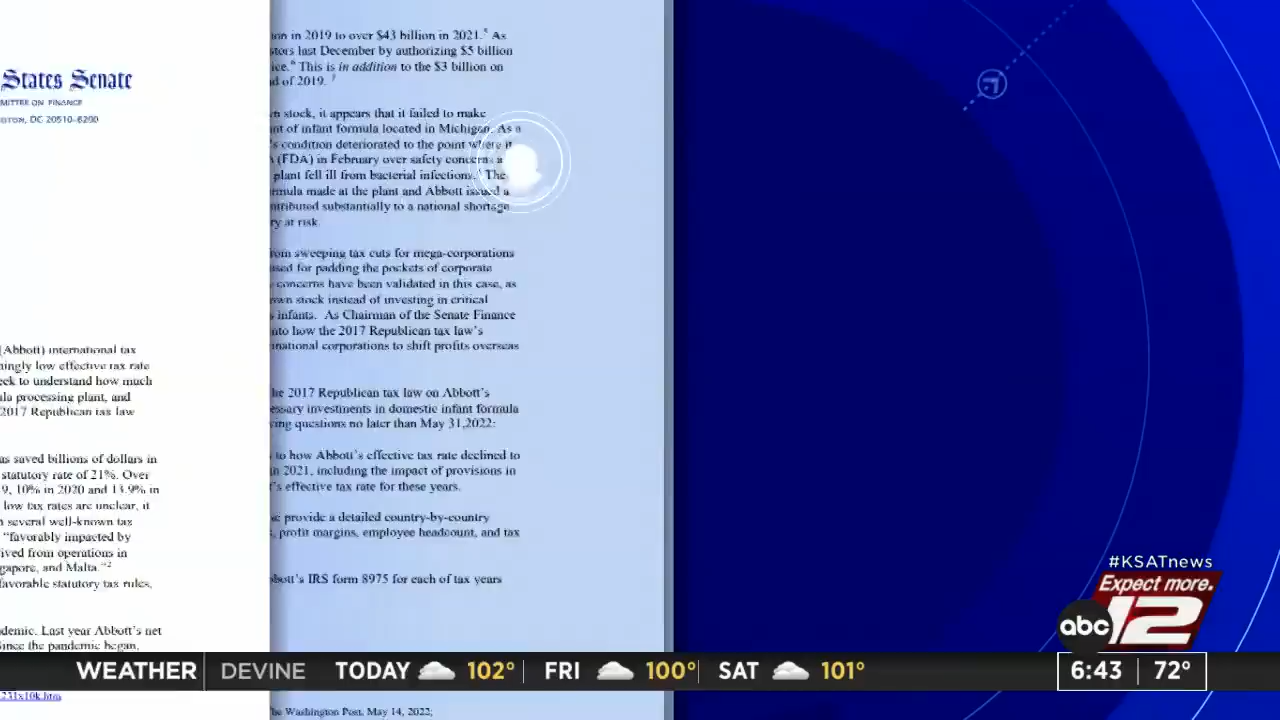 States Senate
MITTEE ON FINANCE
GTON, DC 20510-6200
(Abbott) international tax
mingly low effective tax rate
eek to understand how much
ula processing plant, and
2017 Republican tax law
as saved billions of dollars in
statutory rate of 21%. Over
9, 10% in 2020 and 13.9% in
low tax rates are unclear, it
n several well-known tax
"favorably impacted by
ived from operations in
gapore, and Malta."2
favorable statutory tax rules,
demic. Last year Abbott's net
Since the pandemic began,
231x10k.htm
ion in 2019 to over $43 billion in 2021.5 As
stors last December by authorizing $5 billion
ice.6 This is in addition to the $3 billion on
d of 2019. 7
n stock, it appears that it failed to make
nt of infant formula located in Michigan. As a
's condition deteriorated to the point where it
A (FDA) in February over safety concerns a
plant fell ill from bacterial infections. The
rmula made at the plant and Abbott issued a
ntributed substantially to a national shortage
ry at risk.
rom sweeping tax cuts for mega-corporations
used for padding the pockets of corporate
concerns have been validated in this case, as
own stock instead of investing in critical
s infants. As Chairman of the Senate Finance
nto how the 2017 Republican tax law's
national corporations to shift profits overseas
he 2017 Republican tax law on Abbott's
essary investments in domestic infant formula
ving questions no later than May 31,2022:
to how Abbott's effective tax rate declined to
in 2021, including the impact of provisions in
t's effective tax rate for these years.
se provide a detailed country-by-country
s, profit margins, employee headcount, and tax
bbott's IRS form 8975 for each of tax years
The Washington Post, May 14, 2022;
#KSATnews
Expect more.
abc 12
WEATHER DEVINE TODAY 102° FRI 100° SAT 101° 6:43 72°